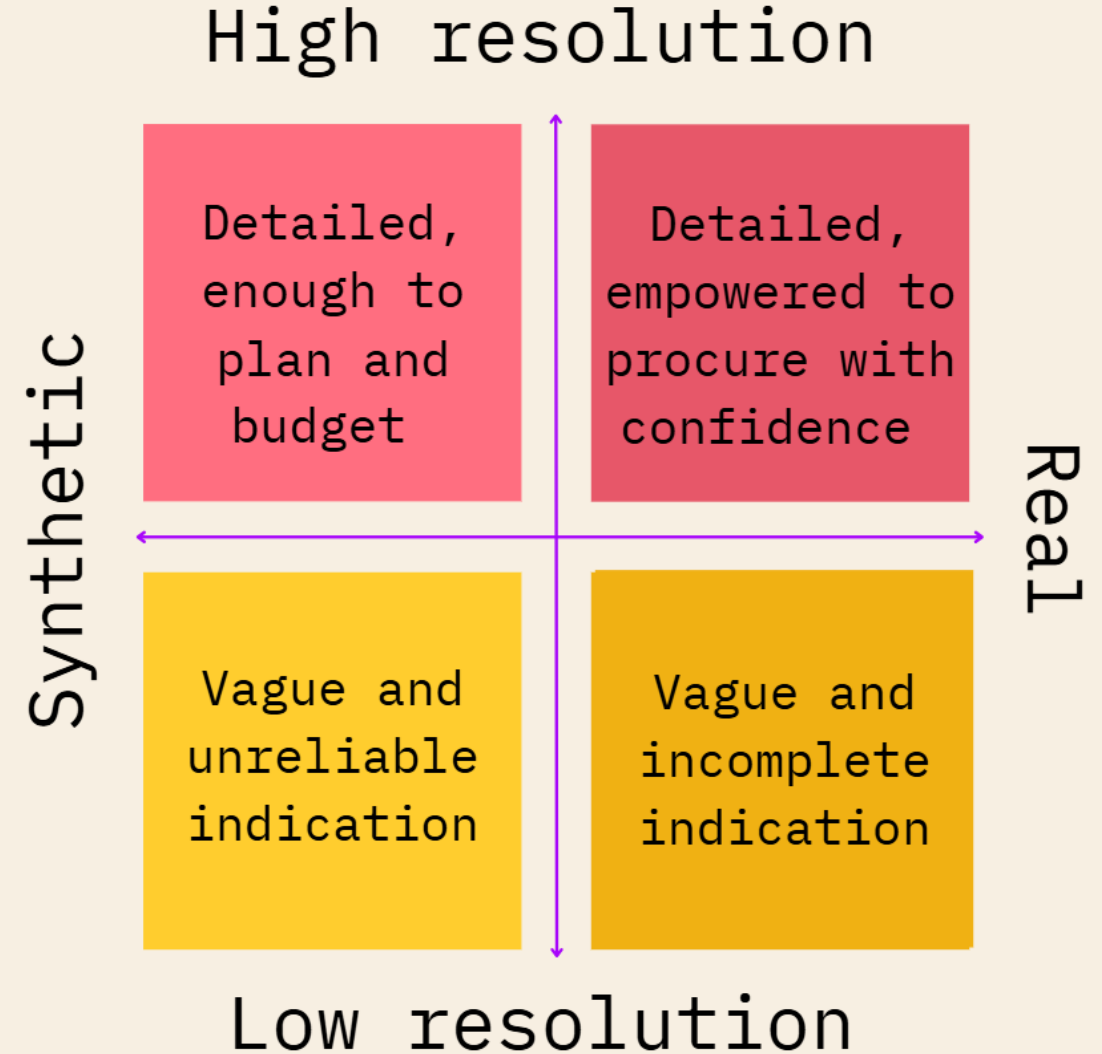 High resolution
Detailed,
enough to
plan and
budget
Detailed,
empowered to
procure with
confidence
Synthetic
Real
Vague and
unreliable
indication
Vague and
incomplete
indication
Low resolution